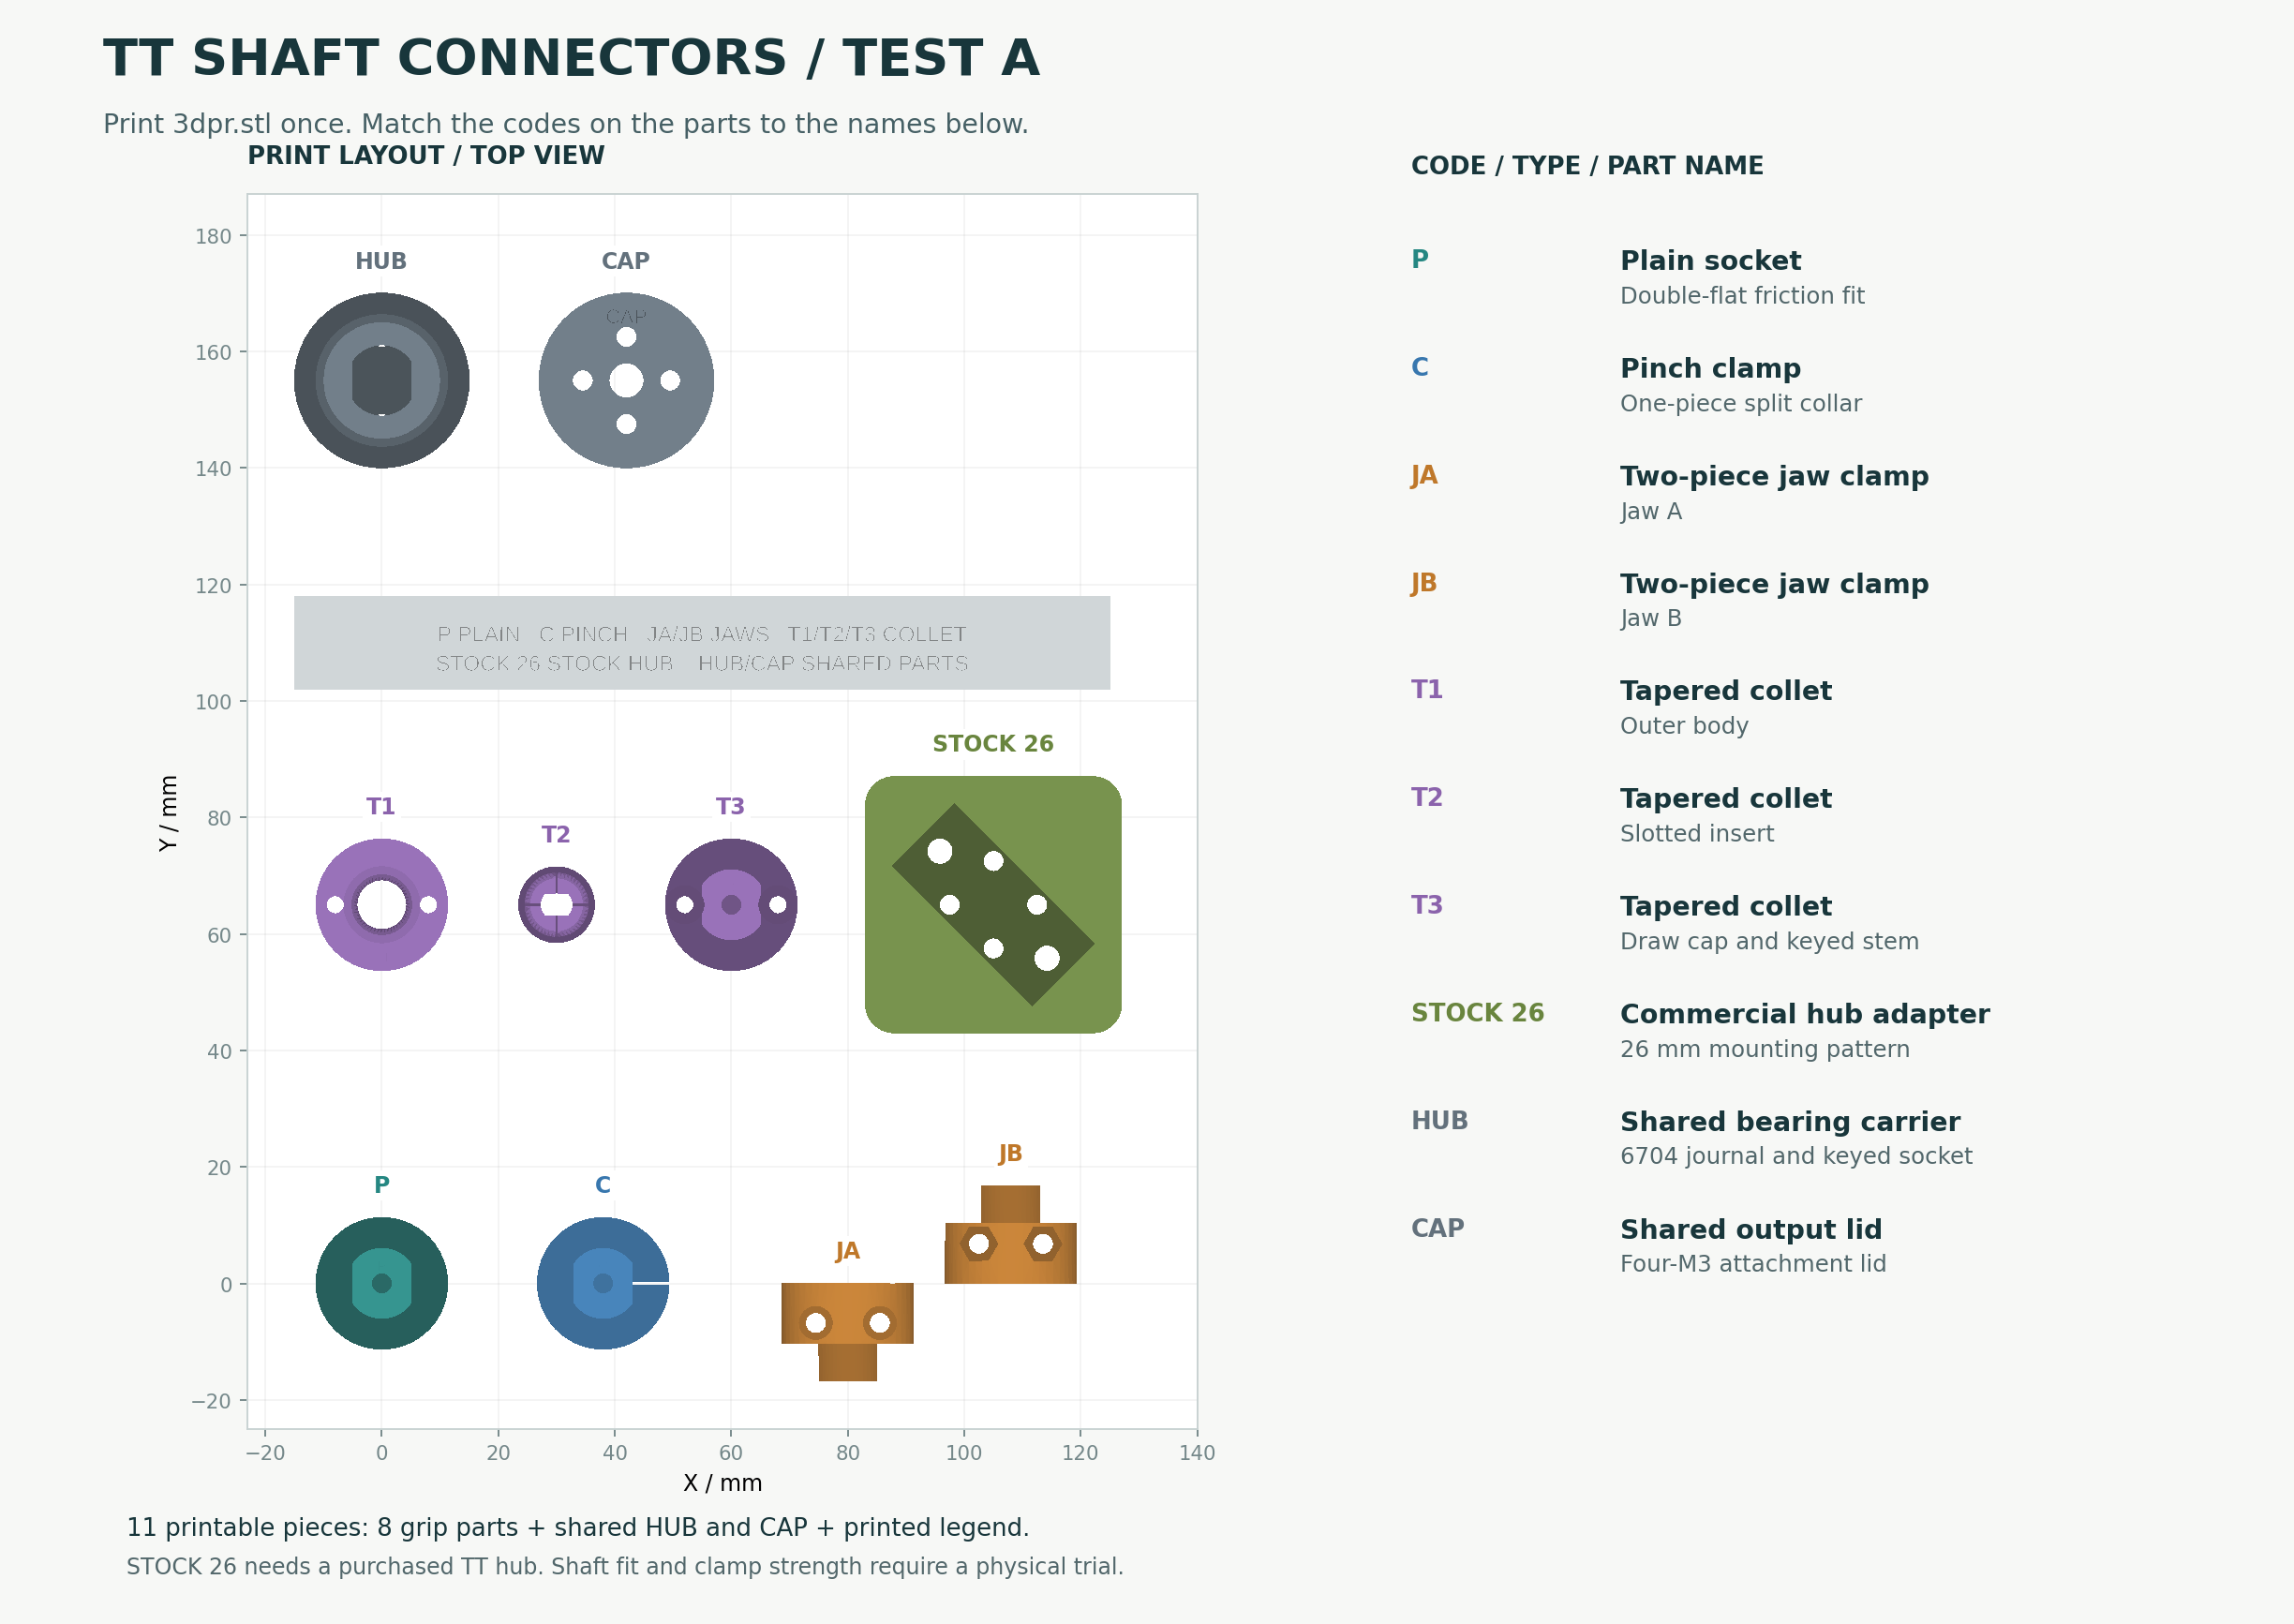 TT SHAFT CONNECTORS / TEST A
Print 3dpr.stl once. Match the codes on the parts to the names below.
PRINT LAYOUT / TOP VIEW
HUB
CAP
CAP
P PLAIN C PINCH JA/JB JAWS T1/T2/T3 COLLET
STOCK 26 STOCK HUB HUB/CAP SHARED PARTS
STOCK 26
T1
T2
T3
P
C
JA
JB
180
160
140
120
100
80
60
40
20
0
−20
Y / mm
−20 0 20 40 60 80 100 120 140
X / mm
CODE / TYPE / PART NAME
P Plain socket
Double-flat friction fit
C Pinch clamp
One-piece split collar
JA Two-piece jaw clamp
Jaw A
JB Two-piece jaw clamp
Jaw B
T1 Tapered collet
Outer body
T2 Tapered collet
Slotted insert
T3 Tapered collet
Draw cap and keyed stem
STOCK 26 Commercial hub adapter
26 mm mounting pattern
HUB Shared bearing carrier
6704 journal and keyed socket
CAP Shared output lid
Four-M3 attachment lid
11 printable pieces: 8 grip parts + shared HUB and CAP + printed legend.
STOCK 26 needs a purchased TT hub. Shaft fit and clamp strength require a physical trial.